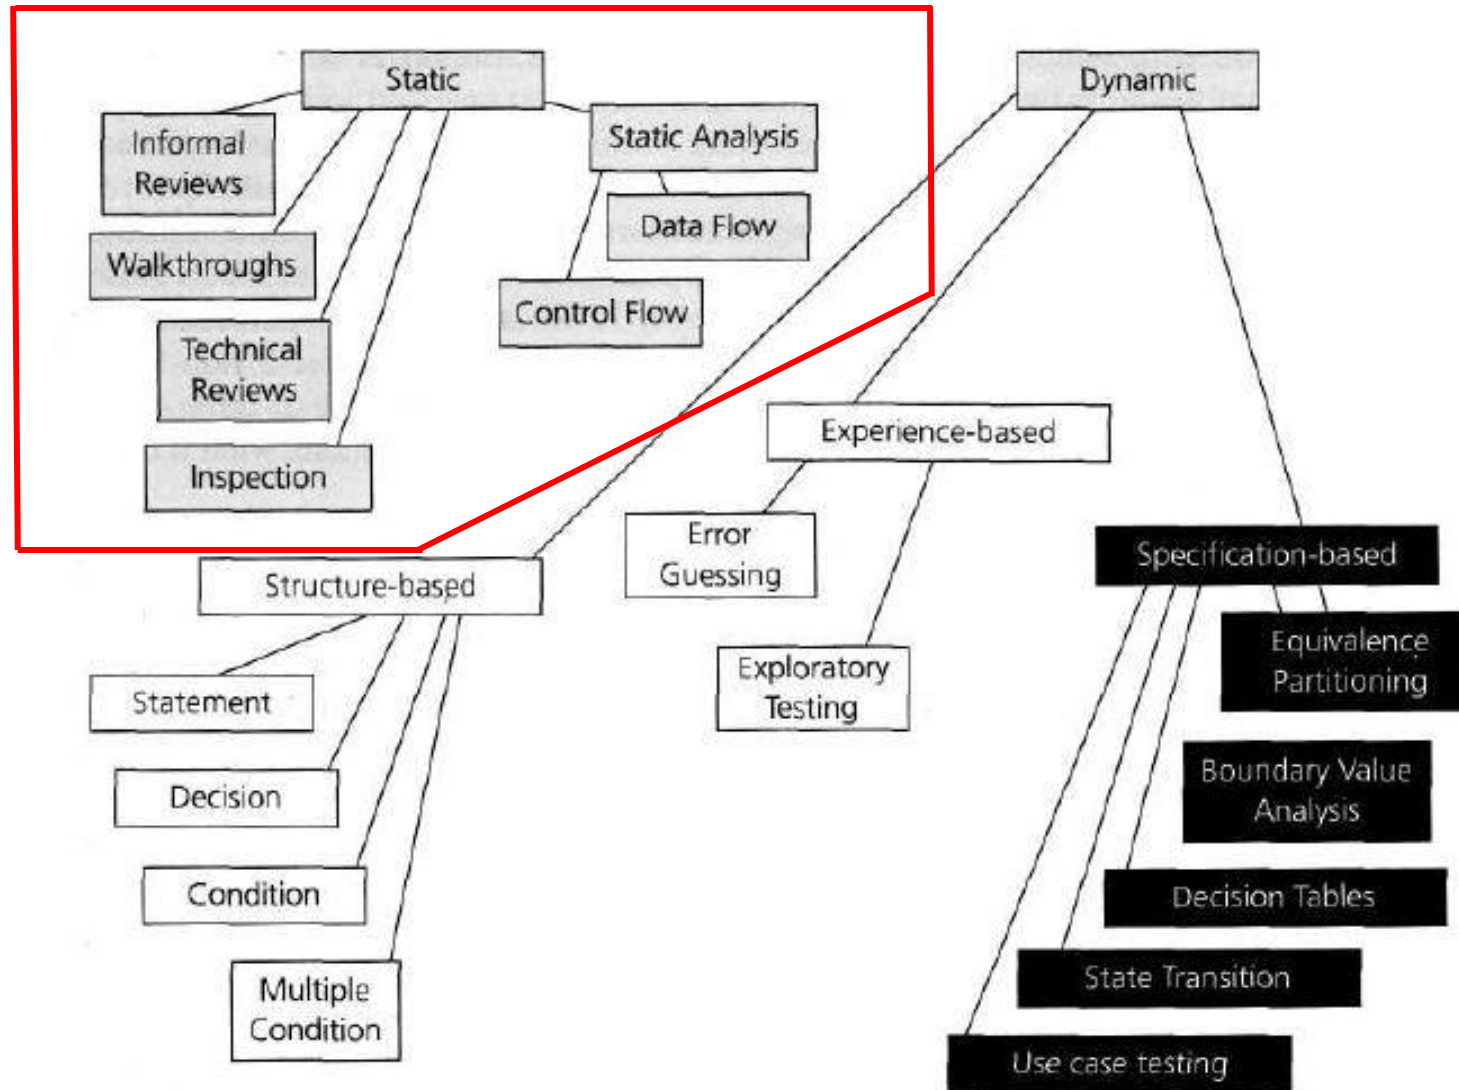 Static
Dynamic
Informal
Reviews
Static Analysis
Data Flow
Walkthroughs
Control Flow
Technical
Reviews
Inspection
Experience-based
Error
Guessing
Exploratory
Testing
Structure-based
Statement
Decision
Condition
Multiple
Condition
Specification-based
Equivalence
Partitioning
Boundary Value
Analysis
Decision Tables
State Transition
Use case testing